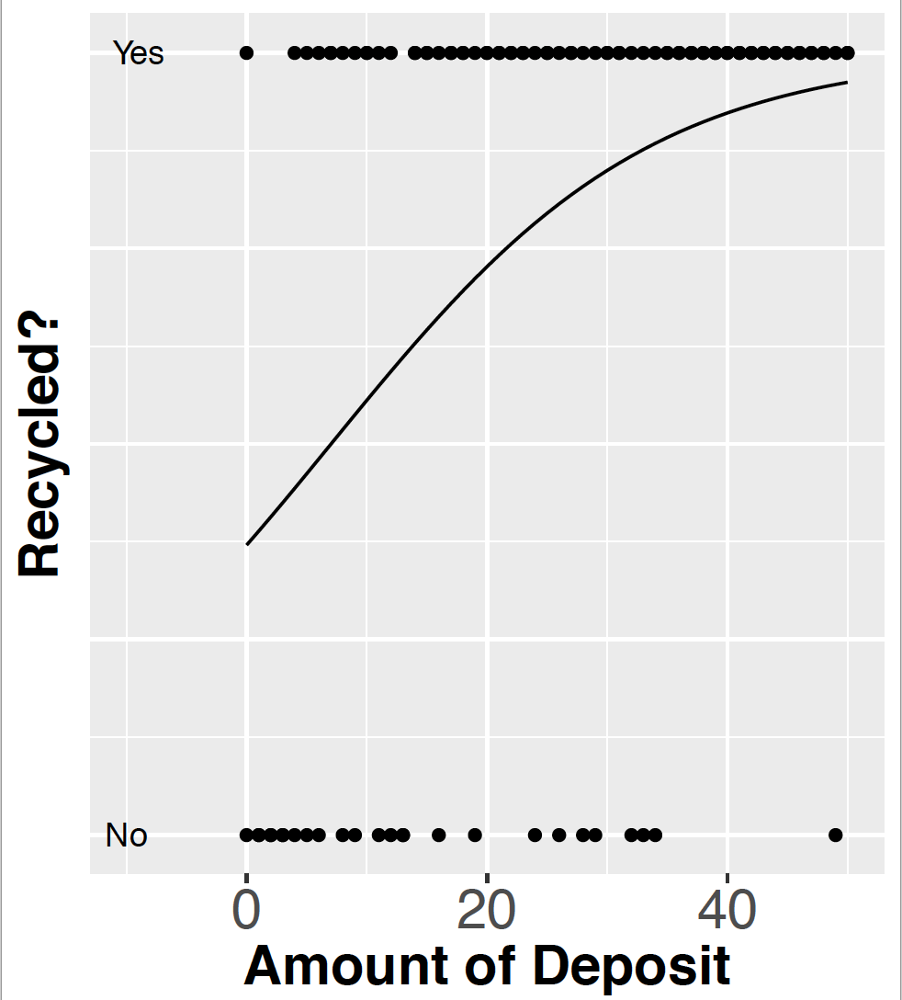 Yes
Recycled?
No
0 20 40
Amount of Deposit